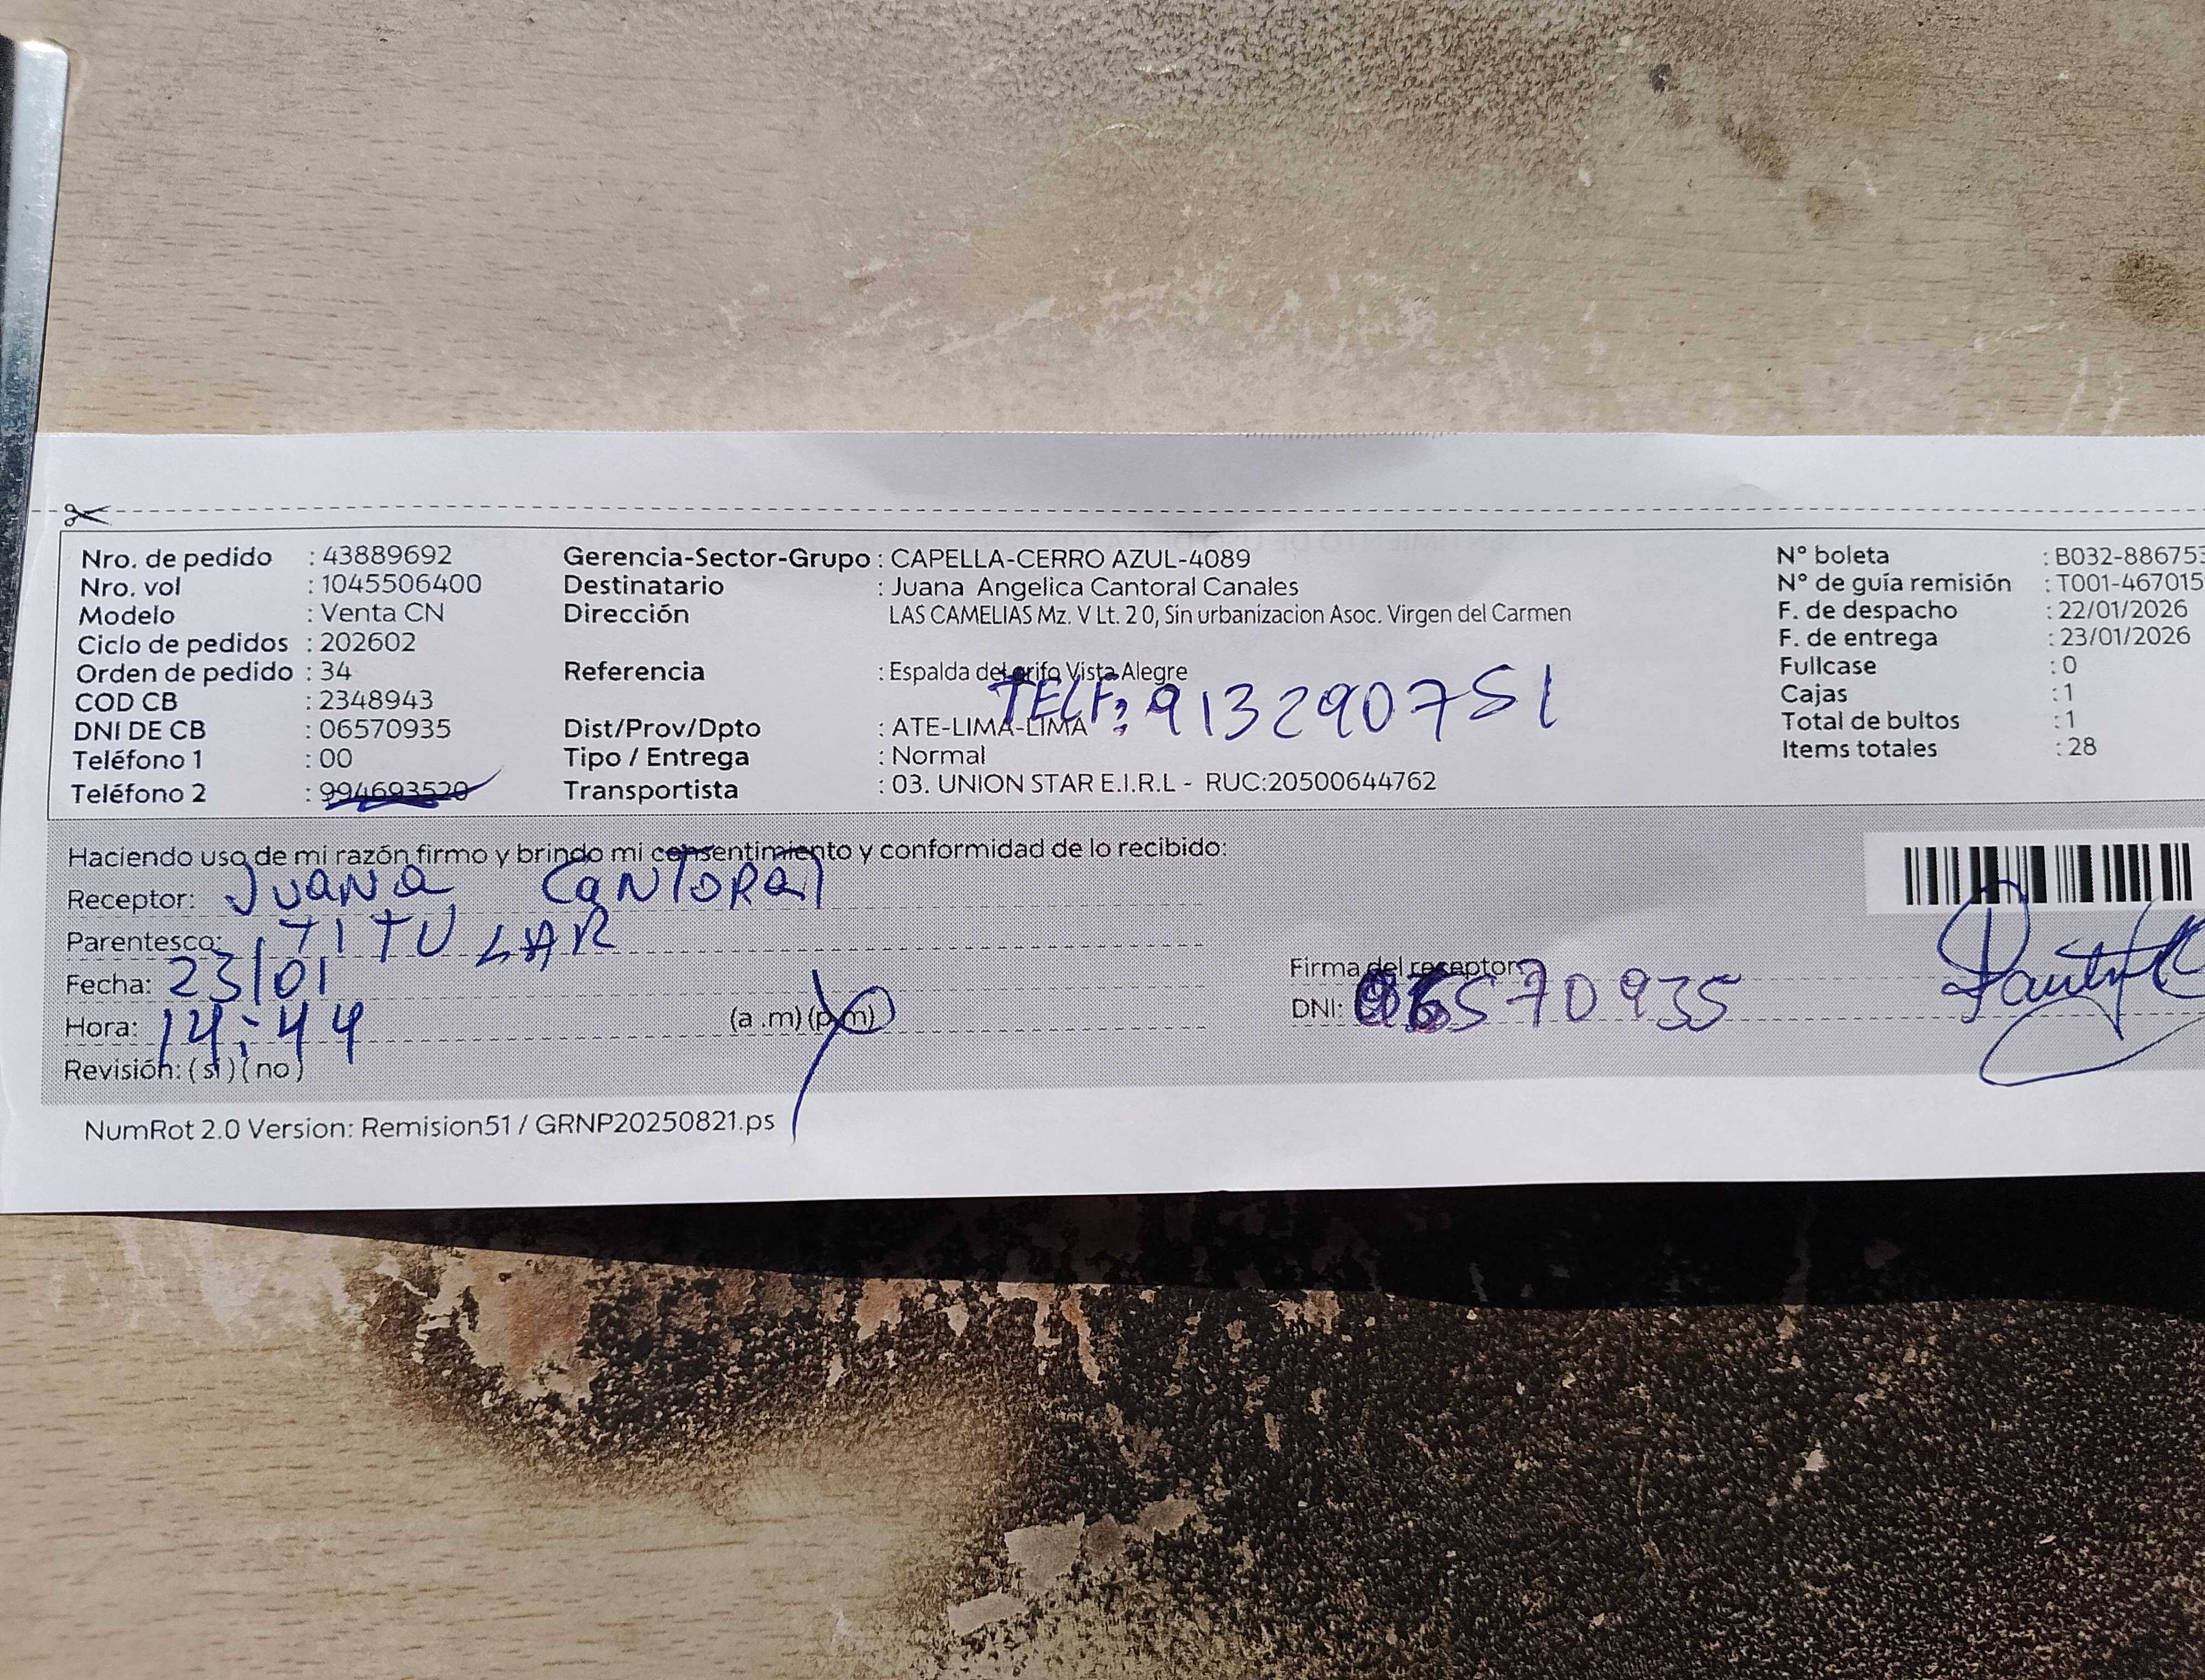 Nro. de pedido : 43889692
Nro. vol : 1045506400
Modelo : Venta CN
Ciclo de pedidos : 202602
Orden de pedido : 34
COD CB : 2348943
DNI DE CB : 06570935
Teléfono 1 : 00
Teléfono 2 : 994693520
Gerencia-Sector-Grupo : CAPELLA-CERRO AZUL-4089
Destinatario : Juana Angelica Cantoral Canales
Dirección LAS CAMELIAS Mz. V Lt. 2 0, Sin urbanizacion Asoc. Virgen del Carmen
Referencia : Espalda del grifo Vista Alegre
TELF: 913290751
Dist/Prov/Dpto : ATE-LIMA-LIMA
Tipo / Entrega : Normal
Transportista : 03. UNION STAR E.I.R.L - RUC:20500644762
N° boleta : B032-886753
N° de guía remisión : T001-467015
F. de despacho : 22/01/2026
F. de entrega : 23/01/2026
Fullcase : 0
Cajas : 1
Total de bultos : 1
Items totales : 28
Haciendo uso de mi razón firmo y brindo mi consentimiento y conformidad de lo recibido:
Receptor: Juana Cantoral
Parentesco: TITULAR
Fecha: 23/01
Hora: 14:44 (a .m) (p.m)
Revisión: (si) (no)
Firma del receptor:
DNI: 06570935
NumRot 2.0 Version: Remision51 / GRNP20250821.ps